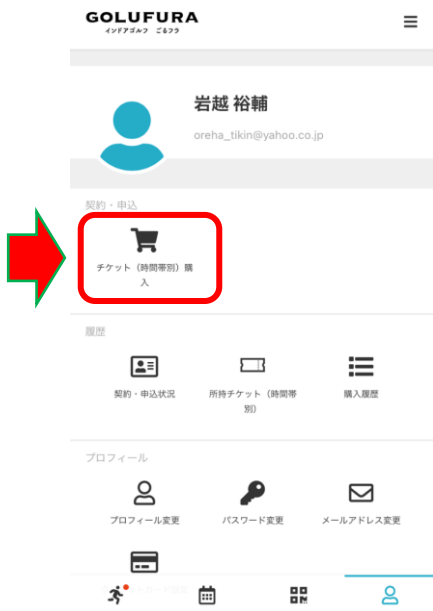 GOLUFURA
インドアゴルフ ごるフラ
岩越 裕輔
oreha_tikin@yahoo.co.jp
契約・申込
チケット（時間帯別）購
入
履歴
契約・申込状況
所持チケット（時間帯
別）
購入履歴
プロフィール
プロフィール変更
パスワード変更
メールアドレス変更